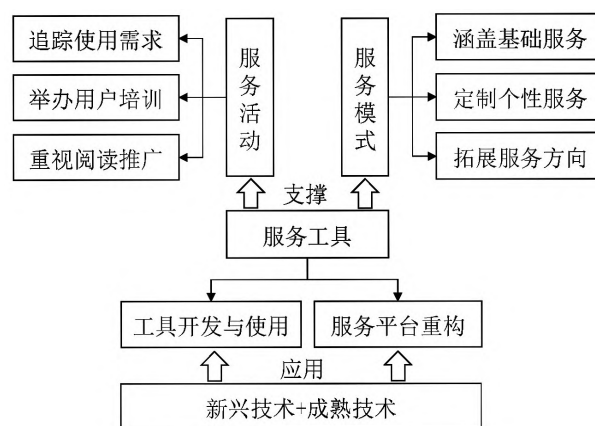 追踪使用需求
举办用户培训
重视阅读推广
服务活动
服务模式
涵盖基础服务
定制个性服务
拓展服务方向
支撑
服务工具
工具开发与使用
服务平台重构
应用
新兴技术+成熟技术